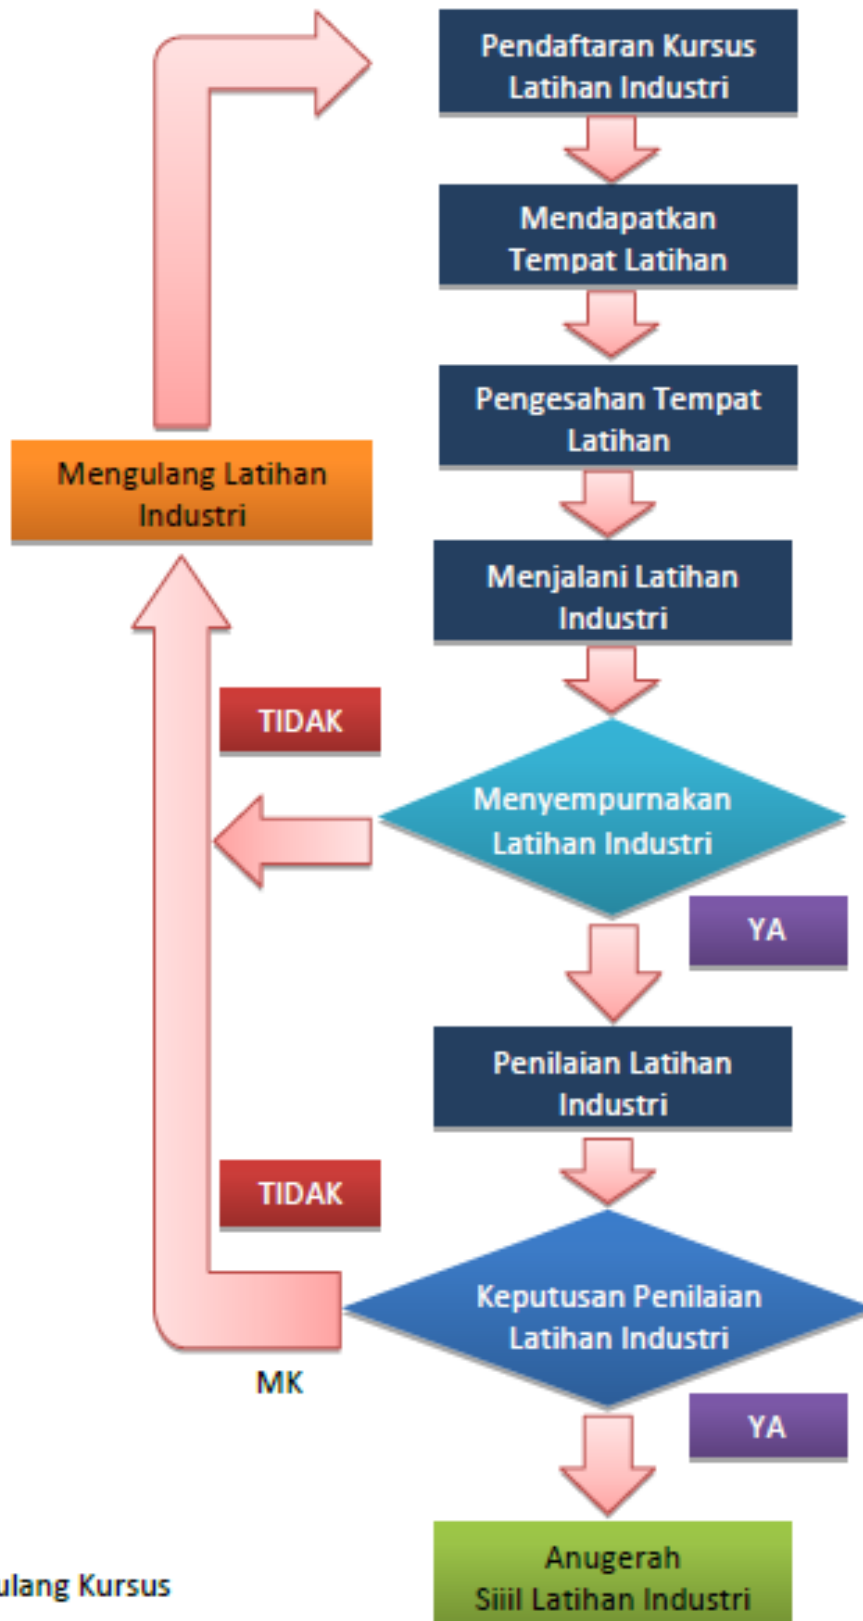 Pendaftaran Kursus
Latihan Industri
Mendapatkan
Tempat Latihan
Pengesahan Tempat
Latihan
Mengulang Latihan
Industri
Menjalani Latihan
Industri
TIDAK
Menyempurnakan
Latihan Industri
YA
Penilaian Latihan
Industri
TIDAK
Keputusan Penilaian
Latihan Industri
MK
YA
Anugerah
Siiil Latihan Industri
ulang Kursus